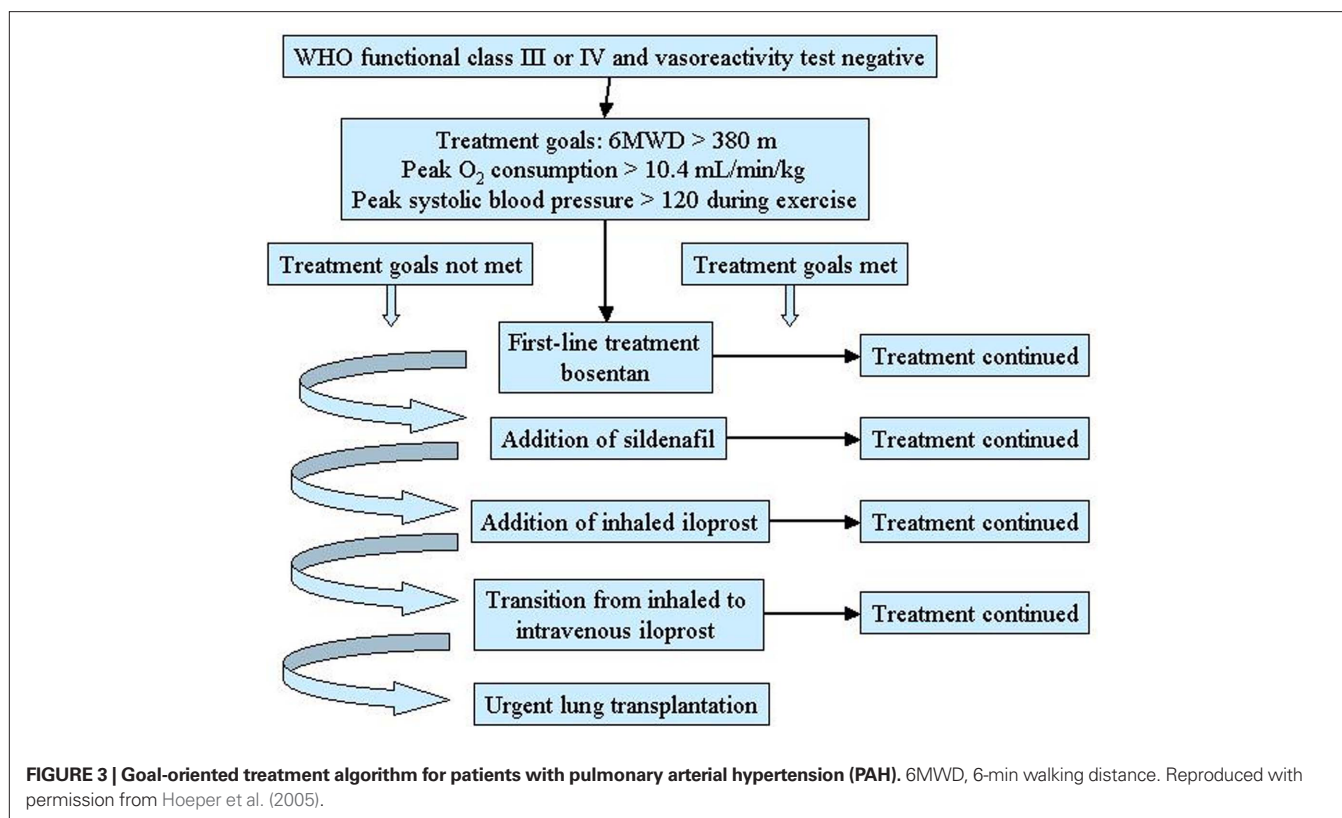 WHO functional class III or IV and vasoreactivity test negative
Treatment goals: 6MWD > 380 m
Peak O₂ consumption > 10.4 mL/min/kg
Peak systolic blood pressure > 120 during exercise
Treatment goals not met
Treatment goals met
First-line treatment
bosentan
Treatment continued
Addition of sildenafil
Treatment continued
Addition of inhaled iloprost
Treatment continued
Transition from inhaled to
intravenous iloprost
Treatment continued
Urgent lung transplantation
FIGURE 3 | Goal-oriented treatment algorithm for patients with pulmonary arterial hypertension (PAH). 6MWD, 6-min walking distance. Reproduced with
permission from Hoeper et al. (2005).